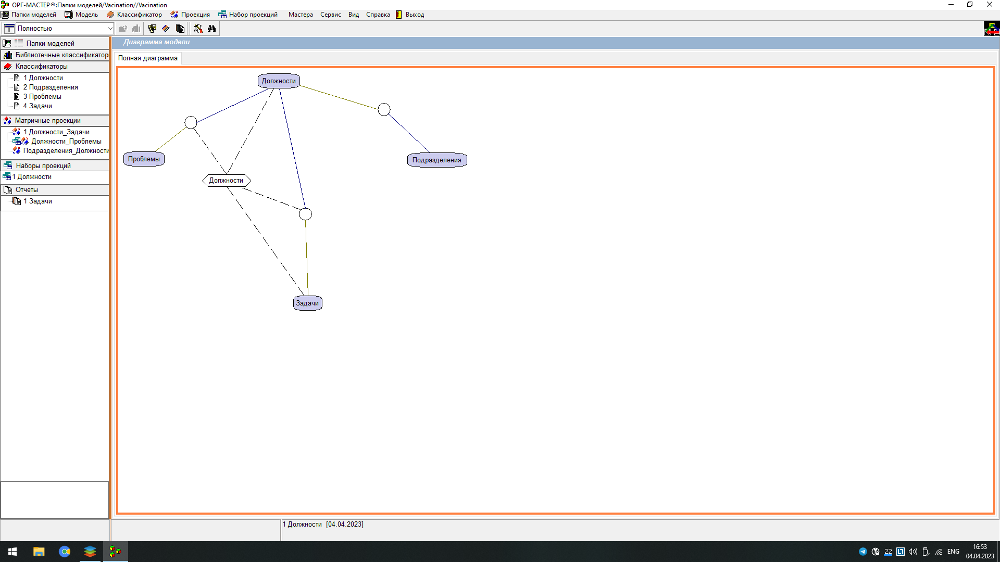 ОРГ-МАСТЕР®:Папки моделей/Vacination//Vacination
Папки моделей Модель Классификатор Проекция Набор проекций Мастера Сервис Вид Справка Выход
Полностью
Папки моделей
Библиотечные классификатор
Классификаторы
1 Должности
2 Подразделения
3 Проблемы
4 Задачи
Матричные проекции
1 Должности_Задачи
Должности_Проблемы
Подразделения_Должности
Наборы проекций
1 Должности
Отчеты
1 Задачи
Диаграмма модели
Полная диаграмма
Должности
Проблемы
Подразделения
Должности
Задачи
1 Должности [04.04.2023]
22
ENG
16:53
04.04.2023